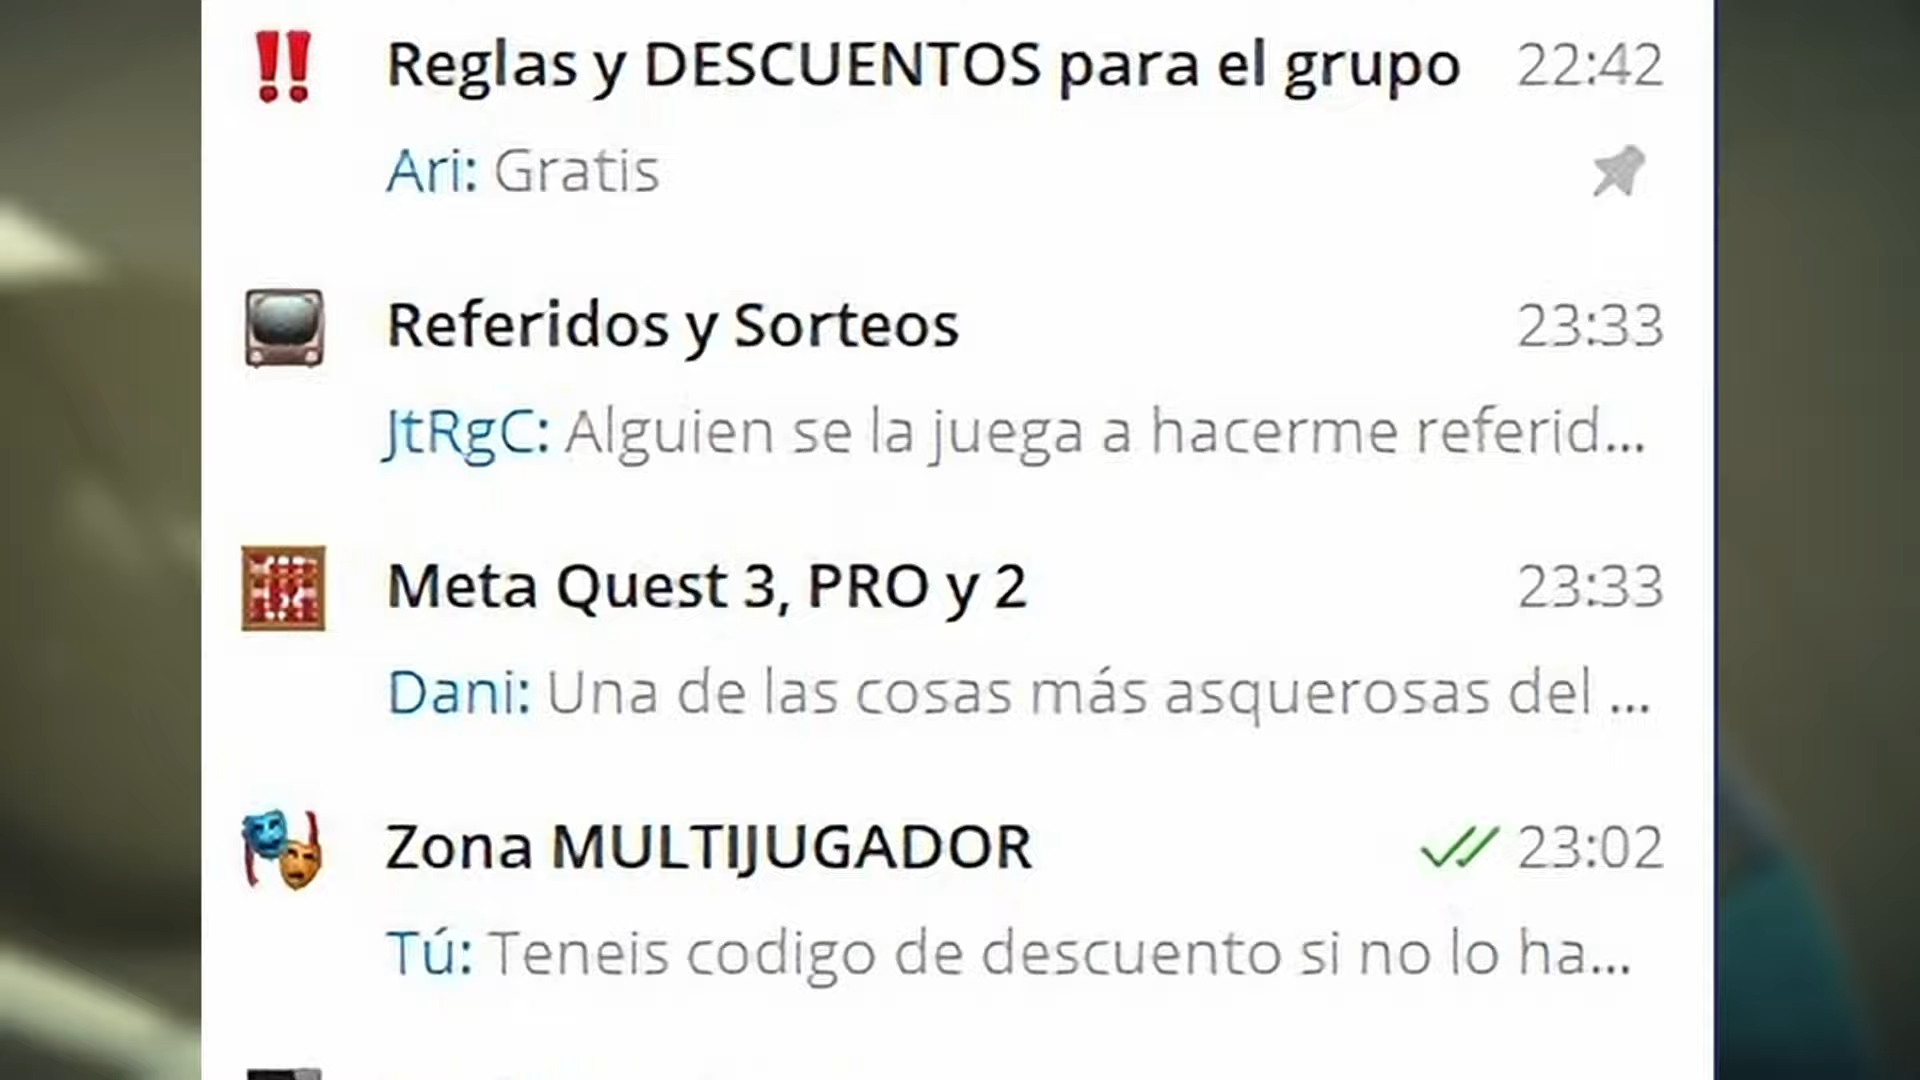 Reglas y DESCUENTOS para el grupo 22:42
Ari: Gratis
Referidos y Sorteos 23:33
JtRgC: Alguien se la juega a hacerme referid...
Meta Quest 3, PRO y 2 23:33
Dani: Una de las cosas más asquerosas del ...
Zona MULTIJUGADOR 23:02
Tú: Teneis codigo de descuento si no lo ha...